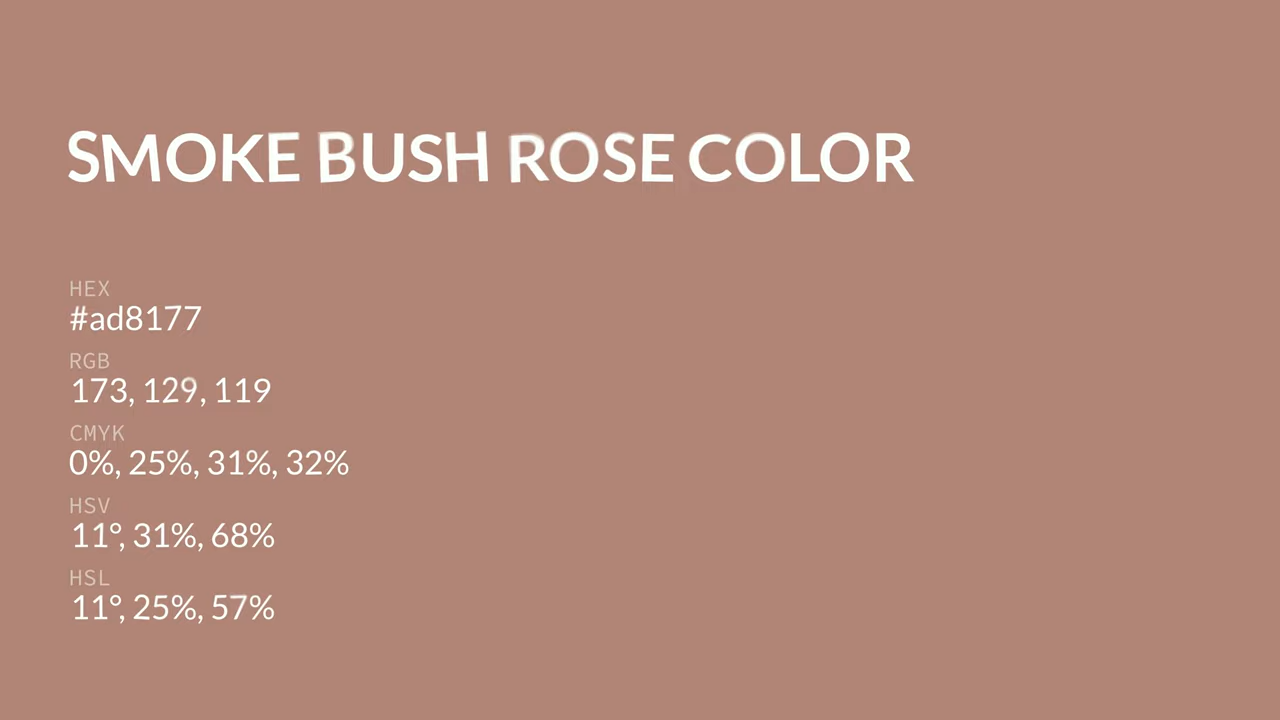 SMOKE BUSH ROSE COLOR
HEX
#ad8177
RGB
173, 129, 119
CMYK
0%, 25%, 31%, 32%
HSV
11°, 31%, 68%
HSL
11°, 25%, 57%